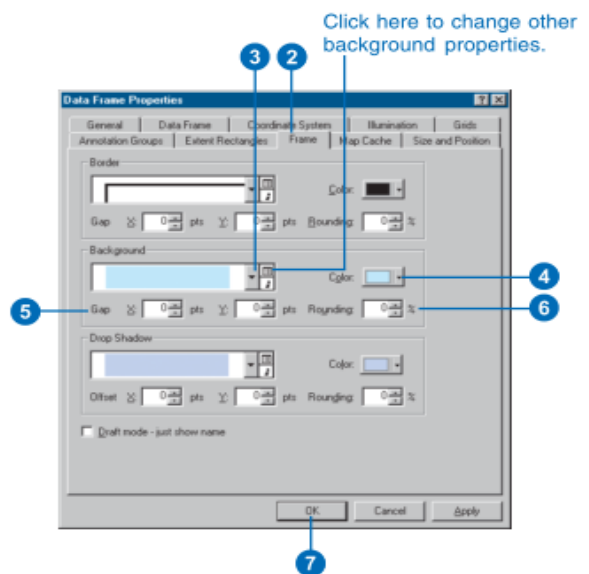 Click here to change other
background properties.
3 2
Data Frame Properties
General Data Frame Coordinate System Illumination Grids
Annotation Groups Extent Rectangles Frame Map Cache Size and Position
Border
Color:
Gap X: 0 pts Y: 0 pts Rounding: 0 %
Background
Color: 4
5 Gap X: 0 pts Y: 0 pts Rounding: 0 % 6
Drop Shadow
Color:
Offset X: 0 pts Y: 0 pts Rounding: 0 %
Draft mode - just show name
OK Cancel Apply
7